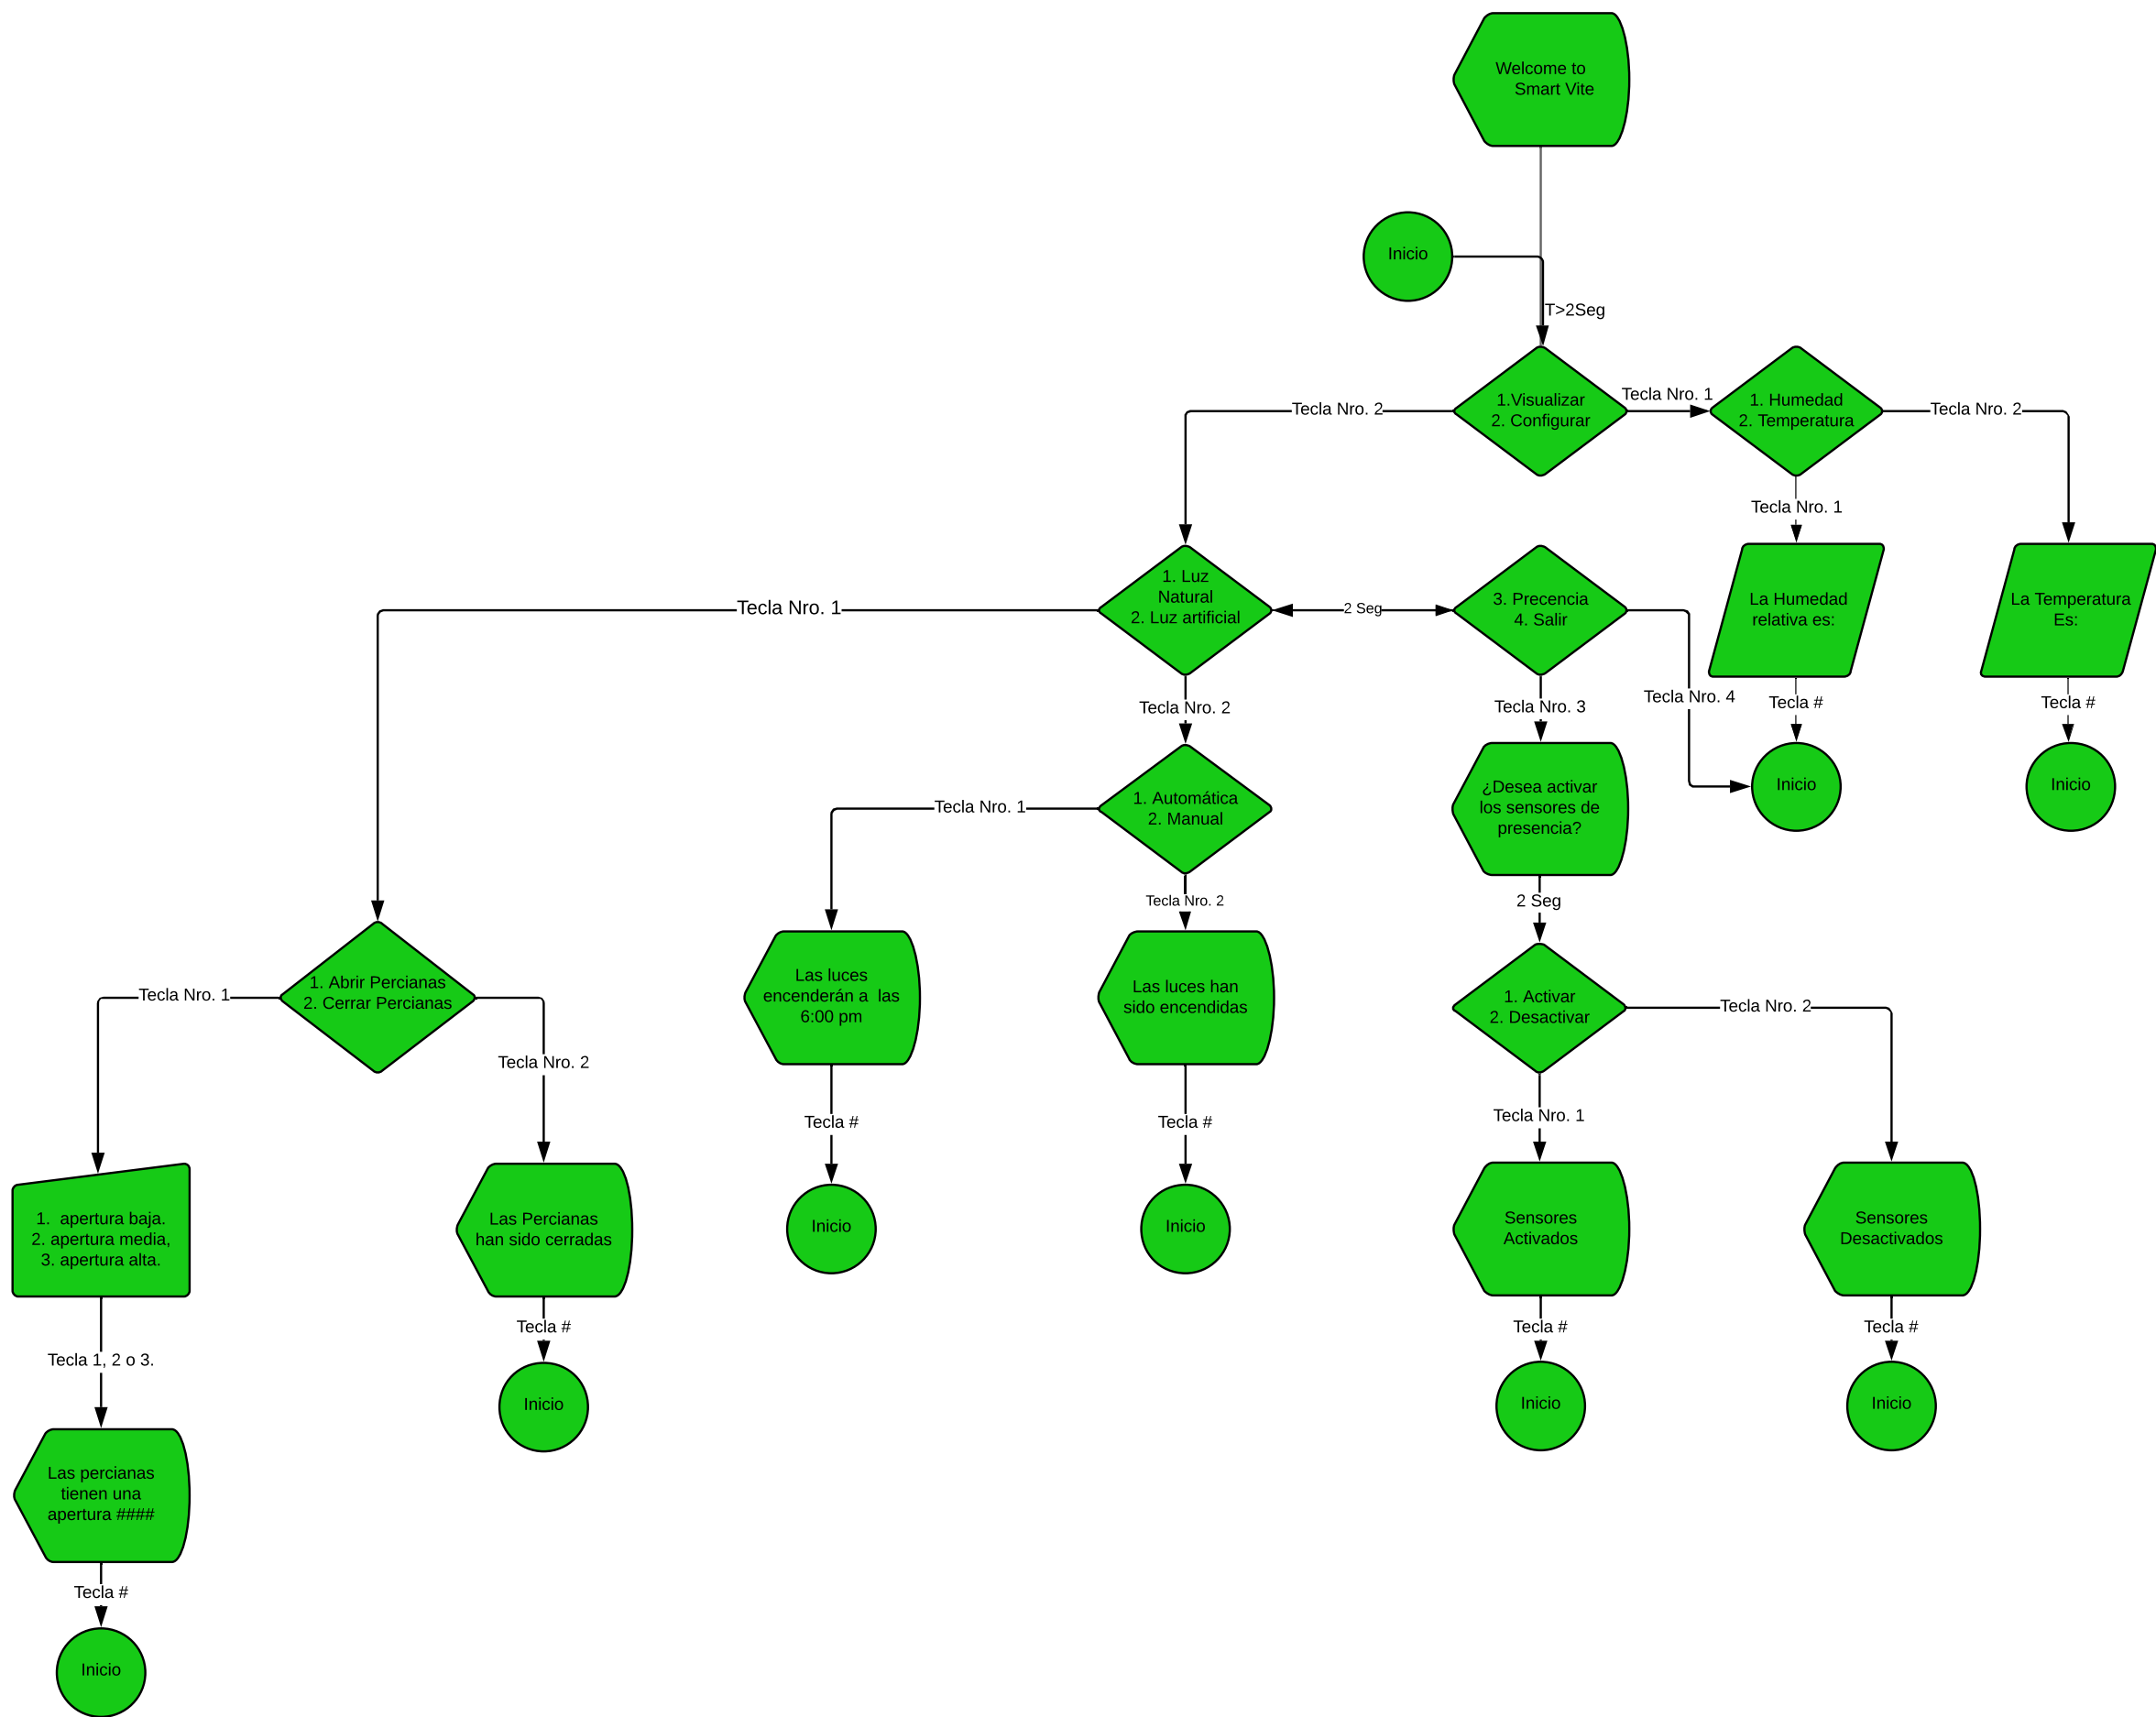 Welcome to
Smart Vite
Inicio
T>2Seg
1.Visualizar
2. Configurar
Tecla Nro. 1
Tecla Nro. 2
1. Humedad
2. Temperatura
Tecla Nro. 2
Tecla Nro. 1
La Humedad
relativa es:
Tecla #
Inicio
La Temperatura
Es:
Tecla #
Inicio
1. Luz
Natural
2. Luz artificial
2 Seg
3. Precencia
4. Salir
Tecla Nro. 4
Tecla Nro. 3
¿Desea activar
los sensores de
presencia?
2 Seg
1. Activar
2. Desactivar
Tecla Nro. 2
Tecla Nro. 1
Sensores
Activados
Tecla #
Inicio
Sensores
Desactivados
Tecla #
Inicio
Tecla Nro. 1
Tecla Nro. 2
1. Automática
2. Manual
Tecla Nro. 1
Tecla Nro. 2
Las luces
encenderán a  las
6:00 pm
Tecla #
Inicio
Las luces han
sido encendidas
Tecla #
Inicio
1. Abrir Percianas
2. Cerrar Percianas
Tecla Nro. 1
Tecla Nro. 2
1.  apertura baja.
2. apertura media,
3. apertura alta.
Tecla 1, 2 o 3.
Las percianas
tienen una
apertura ####
Tecla #
Inicio
Las Percianas
han sido cerradas
Tecla #
Inicio